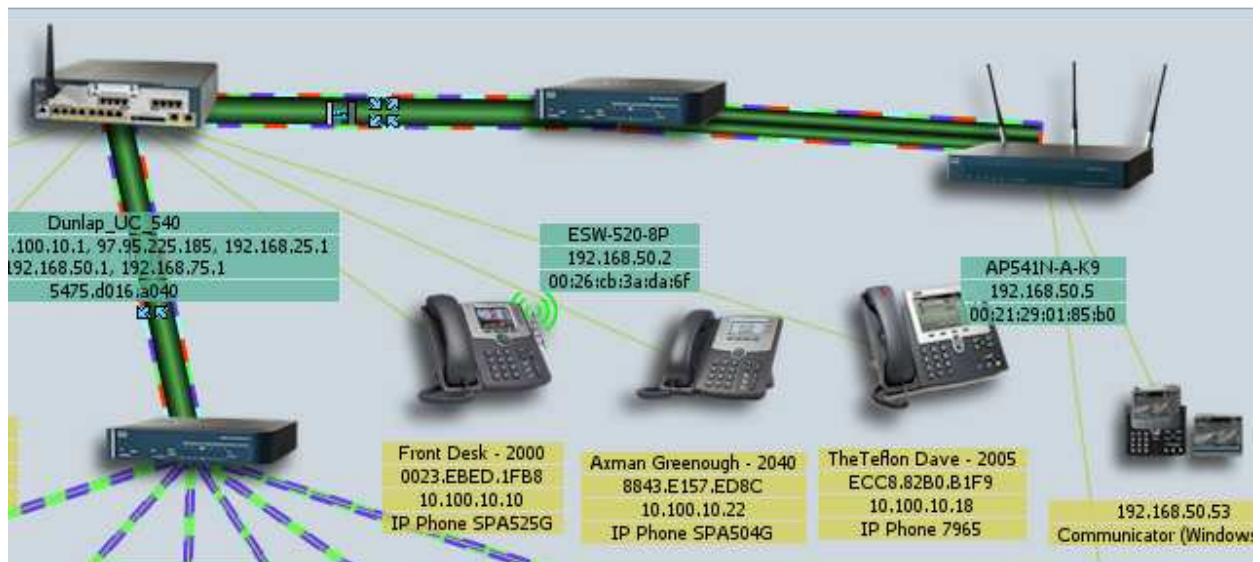 Dunlap_UC_540
.100.10.1, 97.95.225.185, 192.168.25.1
192.168.50.1, 192.168.75.1
5475.d016.a040
ESW-520-8P
192.168.50.2
00:26:cb:3a:da:6f
AP541N-A-K9
192.168.50.5
00:21:29:01:85:b0
Front Desk - 2000
0023.EBED.1FB8
10.100.10.10
IP Phone SPA525G
Axman Greenough - 2040
8843.E157.ED8C
10.100.10.22
IP Phone SPA504G
TheTeflon Dave - 2005
ECC8.82B0.B1F9
10.100.10.18
IP Phone 7965
192.168.50.53
Communicator (Windows